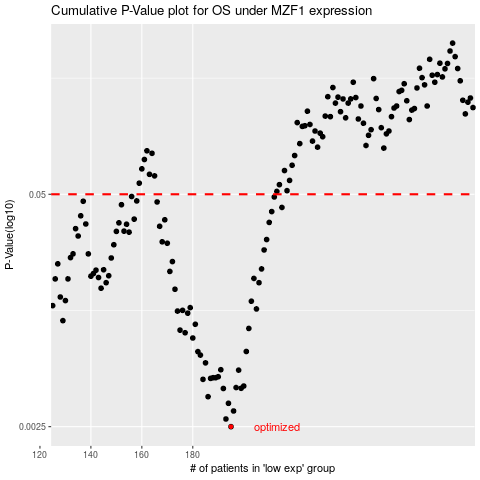 Cumulative P-Value plot for OS under MZF1 expression
P-Value(log10)
0.05
0.0025
optimized
120 140 160 180
# of patients in 'low exp' group